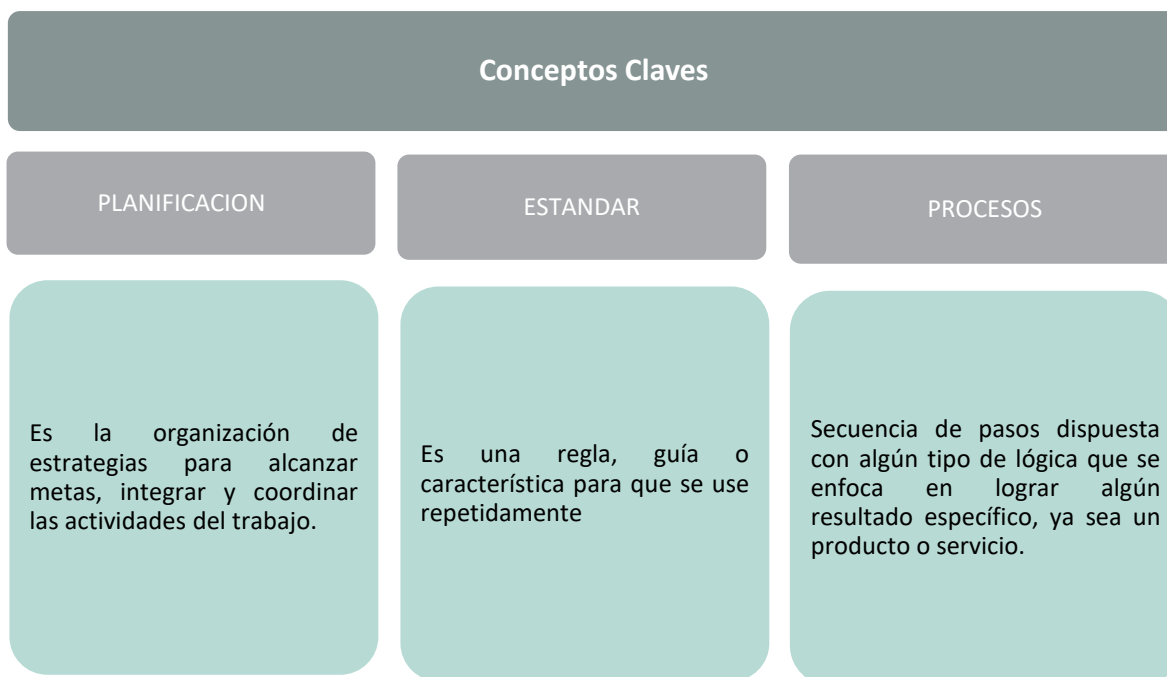 Conceptos Claves
PLANIFICACION
ESTANDAR
PROCESOS
Es la organización de
estrategias para alcanzar
metas, integrar y coordinar
las actividades del trabajo.
Es una regla, guía o
característica para que se use
repetidamente
Secuencia de pasos dispuesta
con algún tipo de lógica que se
enfoca en lograr algún
resultado específico, ya sea un
producto o servicio.